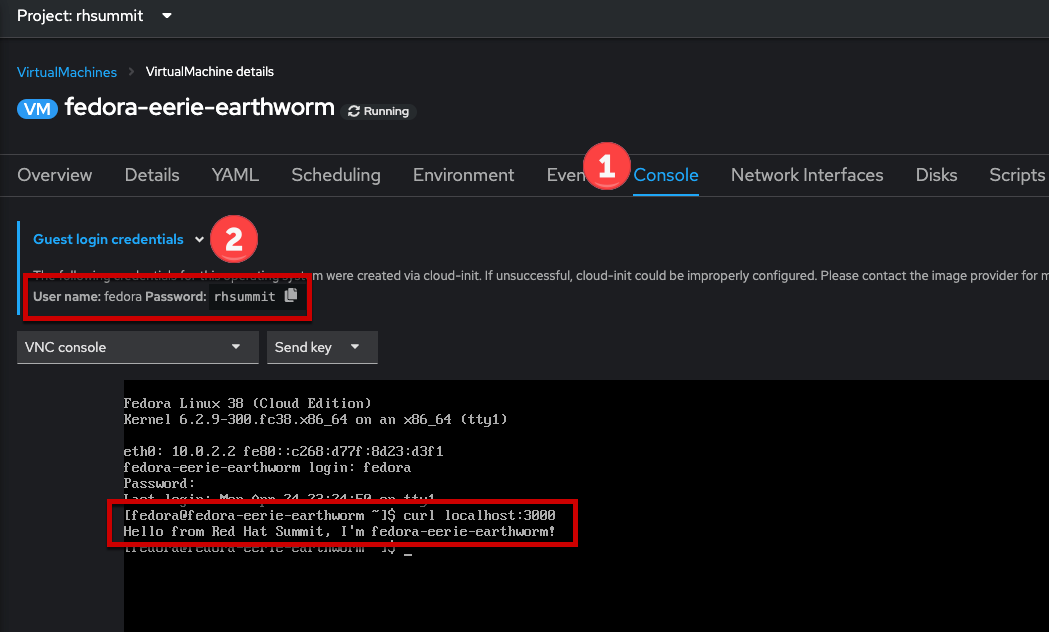 Project: rhsummit
VirtualMachines > VirtualMachine details
VM fedora-eerie-earthworm Running
Overview Details YAML Scheduling Environment Even 1 Console Network Interfaces Disks Scripts
Guest login credentials 2
The following credentials for this operating system were created via cloud-init. If unsuccessful, cloud-init could be improperly configured. Please contact the image provider for m
User name: fedora Password: rhsummit
VNC console Send key
Fedora Linux 38 (Cloud Edition)
Kernel 6.2.9-300.fc38.x86_64 on an x86_64 (tty1)
eth0: 10.0.2.2 fe80::c268:d77f:8d23:d3f1
fedora-eerie-earthworm login: fedora
Password:
Last login: Mon Apr 24 23:24:50 on tty1
[fedora@fedora-eerie-earthworm ~]$ curl localhost:3000
Hello from Red Hat Summit, I'm fedora-eerie-earthworm!
[fedora@fedora-eerie-earthworm ~]$ _